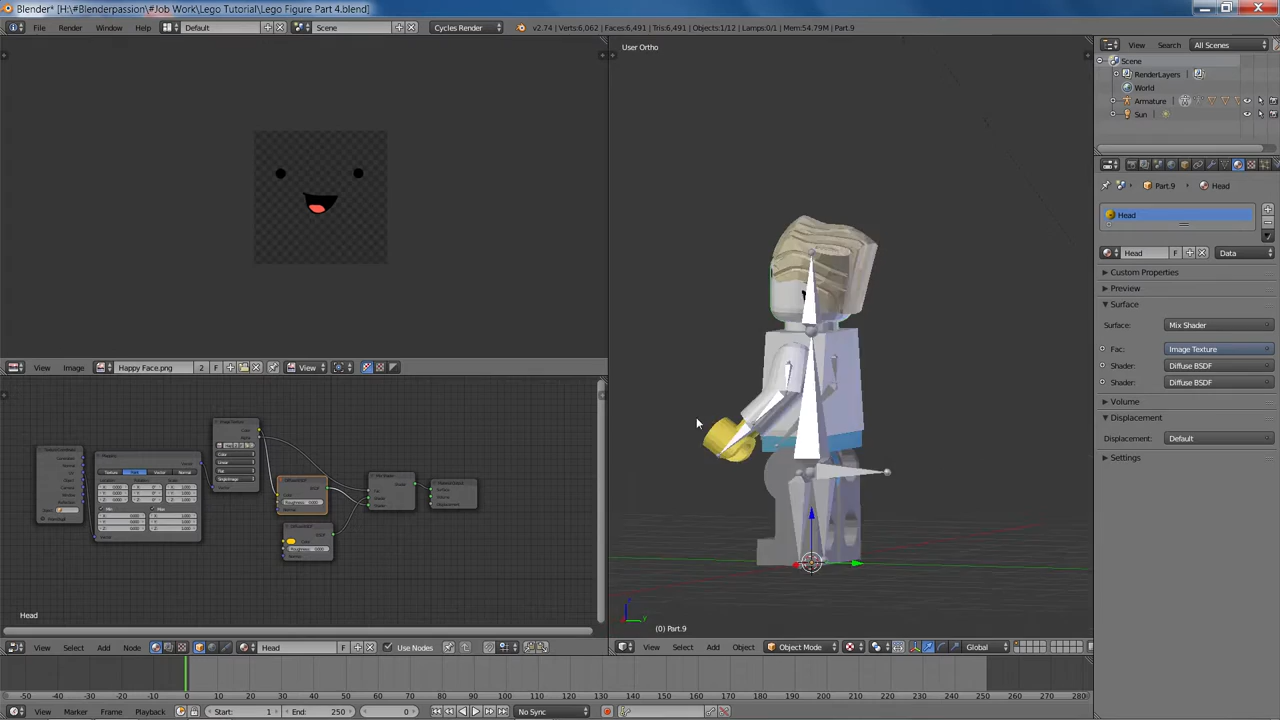 Blender* [H:\#Blenderpassion\#Job Work\Lego Tutorial\Lego Figure Part 4.blend]
File Render Window Help Default Scene Cycles Render v2.74 | Verts:6,062 | Faces:6,491 | Tris:6,491 | Objects:1/12 | Lamps:0/1 | Mem:54.79M | Part.9
View Search All Scenes
User Ortho
Scene
RenderLayers
World
Armature
Sun
Part.9 Head
Head
Head F Data
Custom Properties
Preview
Surface
Surface: Mix Shader
Fac: Image Texture
Shader: Diffuse BSDF
Shader: Diffuse BSDF
Volume
Displacement
Displacement: Default
Settings
View Image Happy Face.png 2 F View
Head
(0) Part.9
View Select Add Node Head F Use Nodes
View Select Add Object Object Mode Global
-50 -40 -30 -20 -10 0 10 20 30 40 50 60 70 80 90 100 110 120 130 140 150 160 170 180 190 200 210 220 230 240 250 260 270 280
View Marker Frame Playback Start: 1 End: 250 0 No Sync